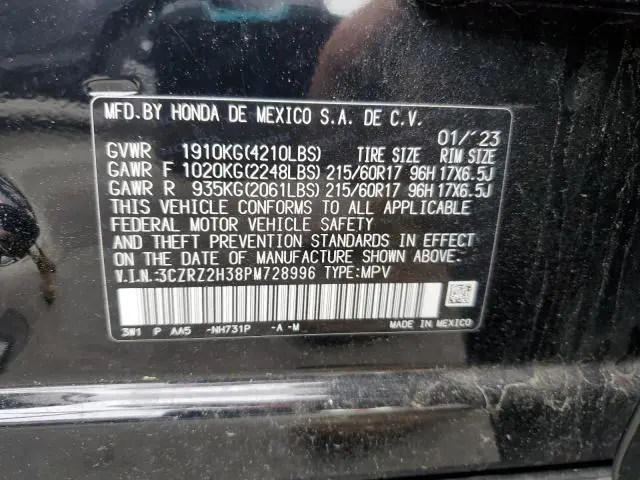 MFD.BY HONDA DE MEXICO S.A. DE C.V.
01/'23
GVWR 1910KG(4210LBS) TIRE SIZE RIM SIZE
GAWR F 1020KG(2248LBS) 215/60R17 96H 17X6.5J
GAWR R 935KG(2061LBS) 215/60R17 96H 17X6.5J
THIS VEHICLE CONFORMS TO ALL APPLICABLE
FEDERAL MOTOR VEHICLE SAFETY
AND THEFT PREVENTION STANDARDS IN EFFECT
ON THE DATE OF MANUFACTURE SHOWN ABOVE.
V.I.N.:3CZRZ2H38PM728996 TYPE:MPV
3W1 P AA5 -NH731P -A -M
MADE IN MEXICO